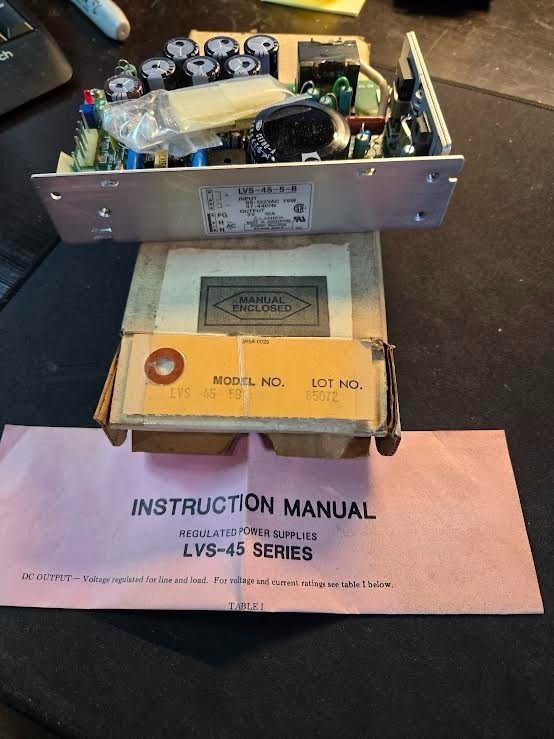 LVS-45-5-B
INPUT
85-132VAC 75W
47-440Hz
OUTPUT
5V 10A
LAMBDA
FG
H AC
N
MANUAL
ENCLOSED
MODEL NO. LOT NO.
LVS 45 5B 85072
INSTRUCTION MANUAL
REGULATED POWER SUPPLIES
LVS-45 SERIES
DC OUTPUT — Voltage regulated for line and load. For voltage and current ratings see table I below.
TABLE I